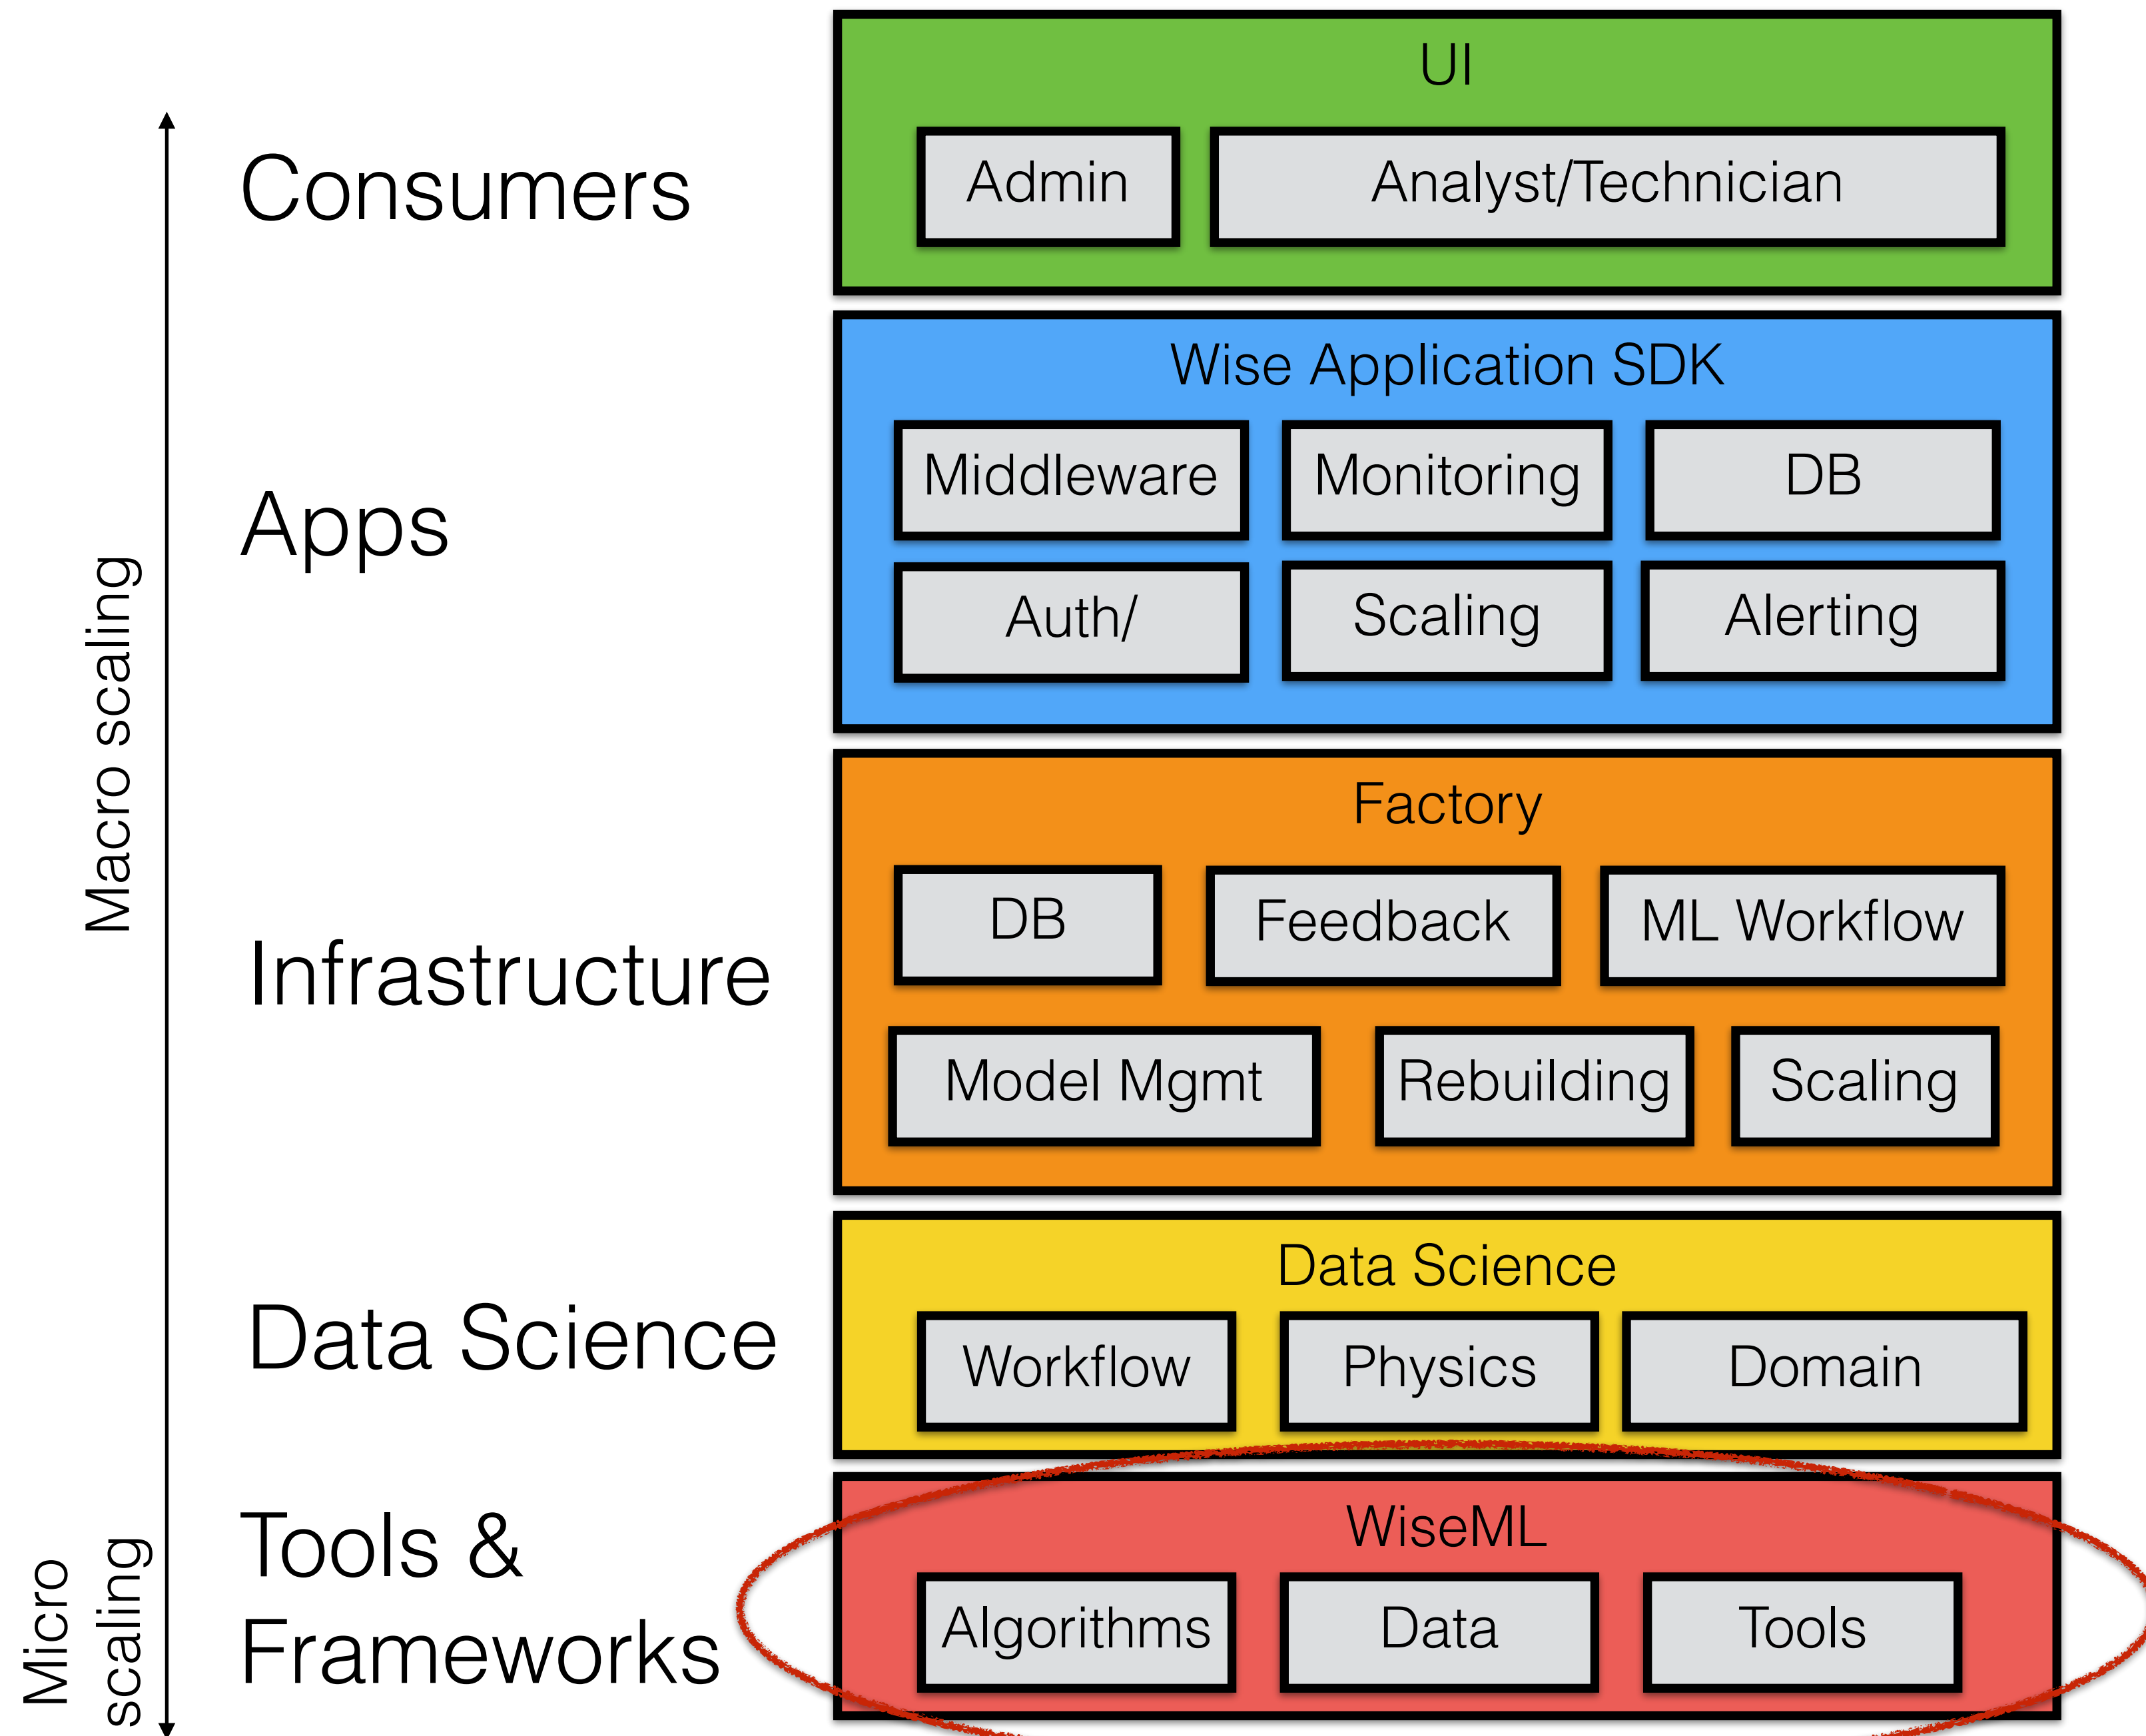 UI
Consumers
Admin
Analyst/Technician
Wise Application SDK
Apps
Middleware
Monitoring
DB
Auth/
Scaling
Alerting
Macro scaling
Factory
Infrastructure
DB
Feedback
ML Workflow
Model Mgmt
Rebuilding
Scaling
Data Science
Data Science
Workflow
Physics
Domain
Micro
scaling
Tools &
Frameworks
WiseML
Algorithms
Data
Tools